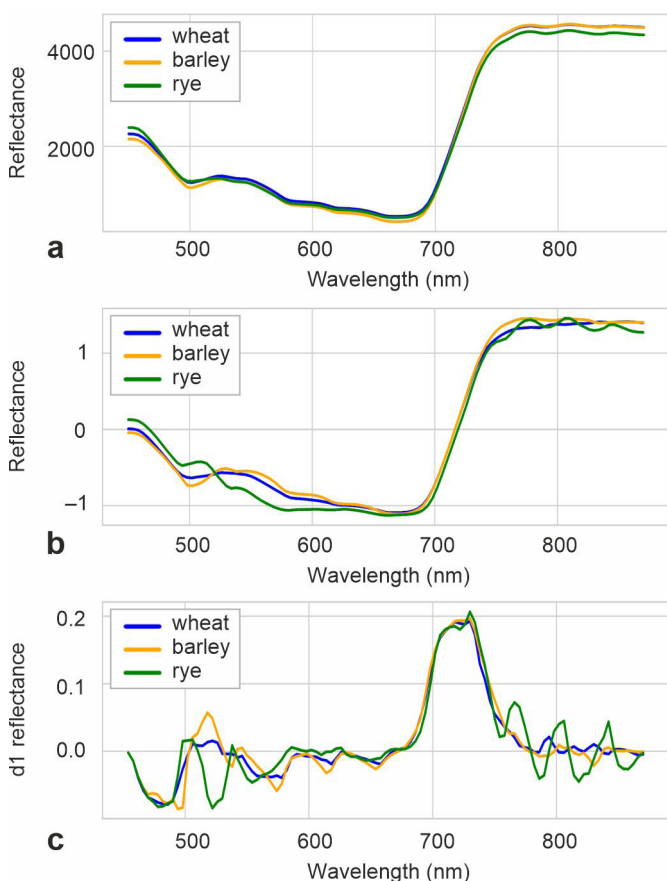 wheat
barley
rye
4000
2000
Reflectance
500 600 700 800
a
Wavelength (nm)
wheat
barley
rye
1
0
−1
Reflectance
500 600 700 800
b
Wavelength (nm)
wheat
barley
rye
0.2
0.1
0.0
d1 reflectance
500 600 700 800
c
Wavelength (nm)